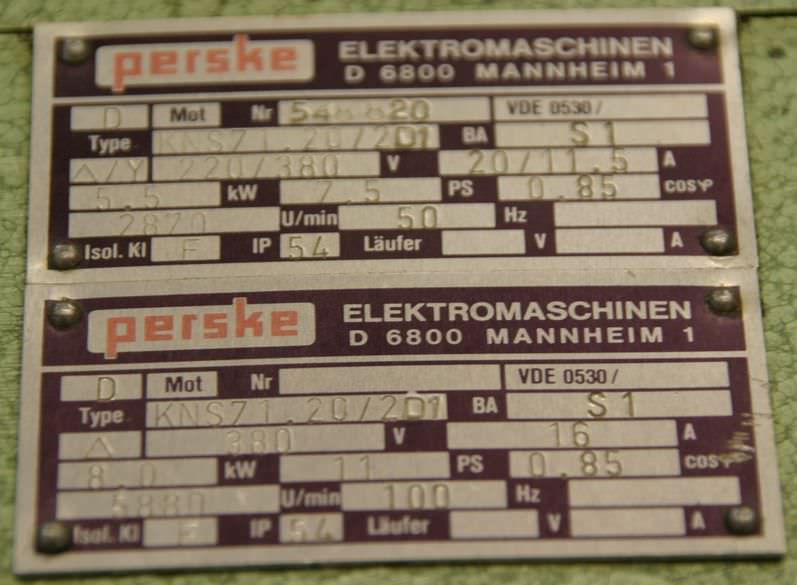 perske ELEKTROMASCHINEN
D 6800 MANNHEIM 1
D Mot Nr VDE 0530/
Type KNS71.20/2D1 BA S1
△/Y 220/380 V 20/11.5 A
5.5 kW 7.5 PS 0.85 cosφ
2870 U/min 50 Hz
Isol. Kl F IP 54 Läufer V A
perske ELEKTROMASCHINEN
D 6800 MANNHEIM 1
D Mot Nr VDE 0530/
Type KNS71.20/2D1 BA S1
△ 380 V 16 A
8.0 kW 11 PS 0.85 cosφ
5880 U/min 100 Hz
Isol. Kl F IP 54 Läufer V A